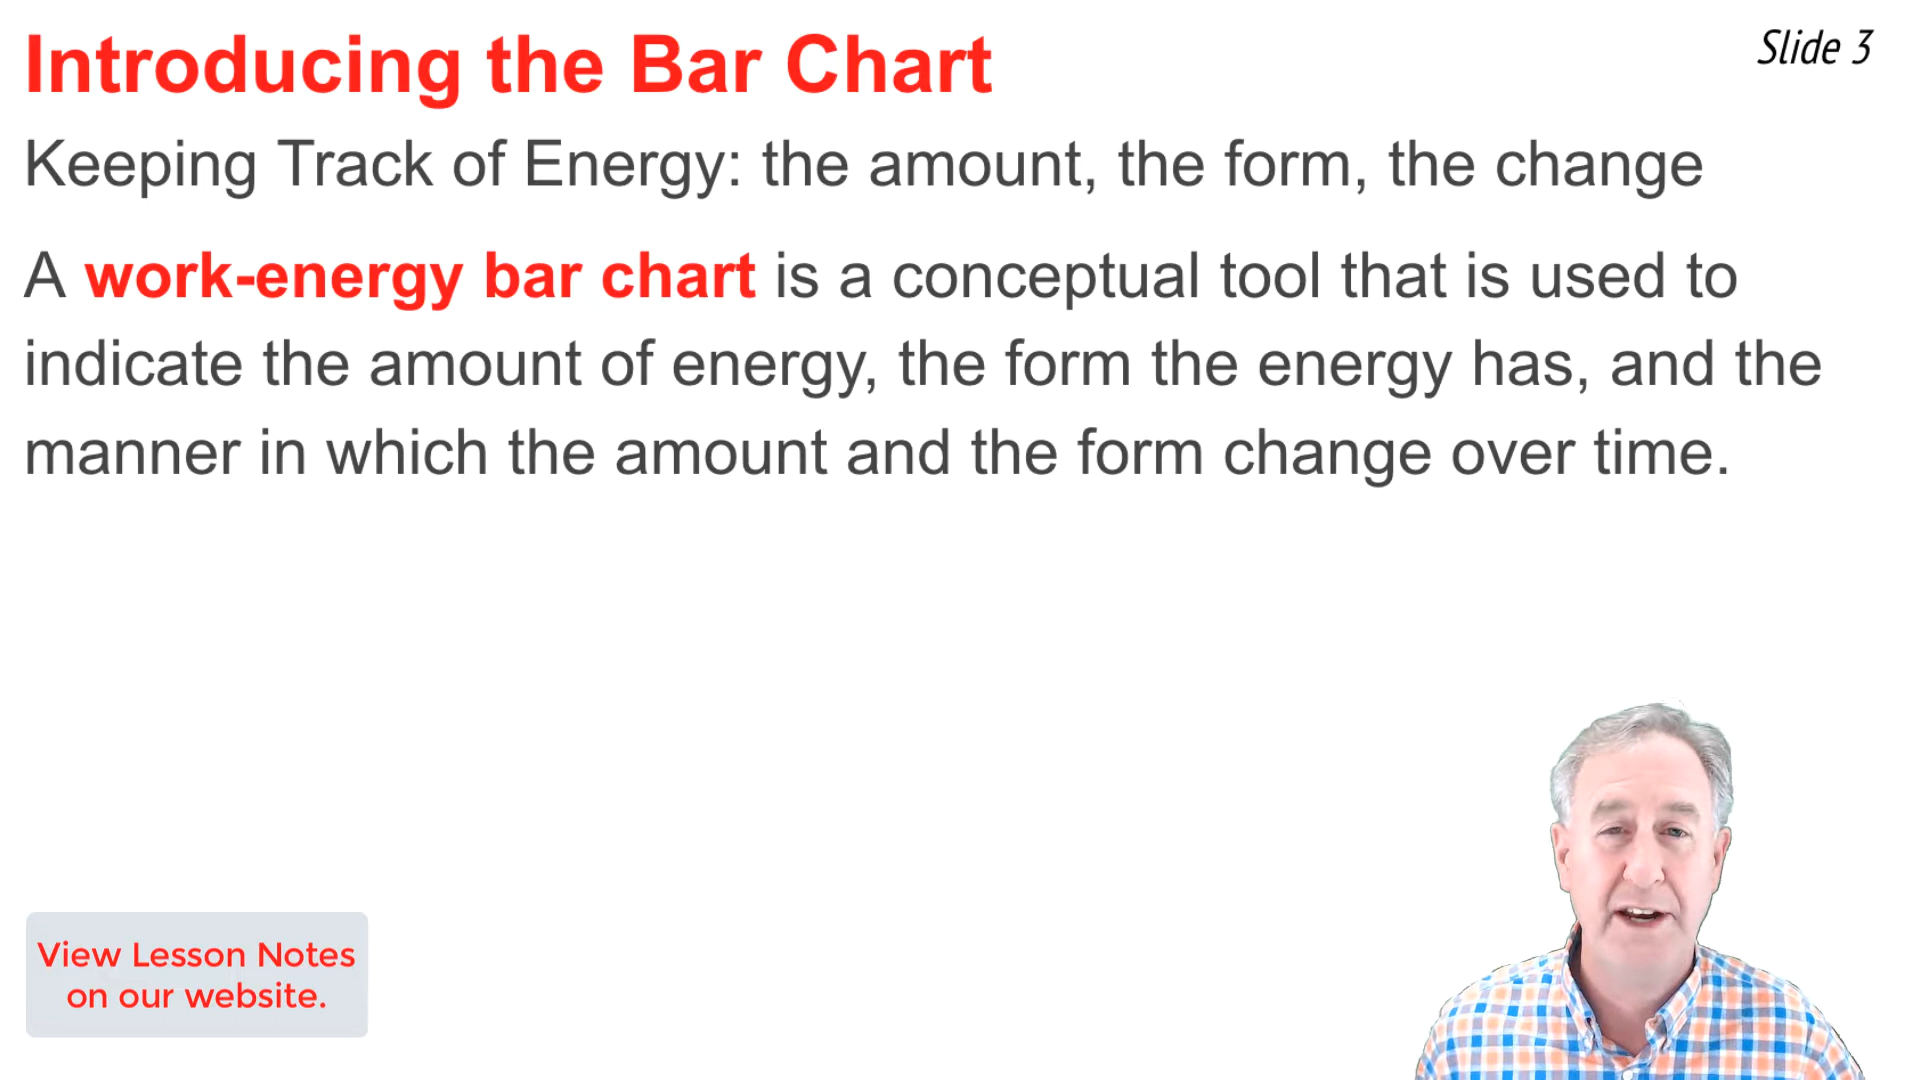 Introducing the Bar Chart
Slide 3
Keeping Track of Energy: the amount, the form, the change
A work-energy bar chart is a conceptual tool that is used to
indicate the amount of energy, the form the energy has, and the
manner in which the amount and the form change over time.
View Lesson Notes
on our website.